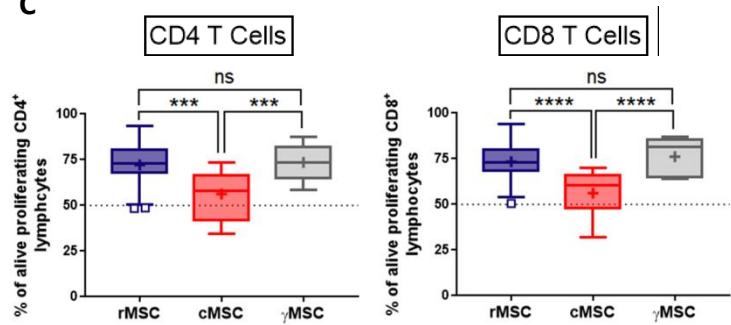 C
CD4 T Cells
CD8 T Cells
ns
*** ***
% of alive proliferating CD4+
lymphcytes
100
75
50
25
0
rMSC cMSC γMSC
ns
**** ****
% of alive proliferating CD8+
lymphocytes
100
75
50
25
0
rMSC cMSC γMSC